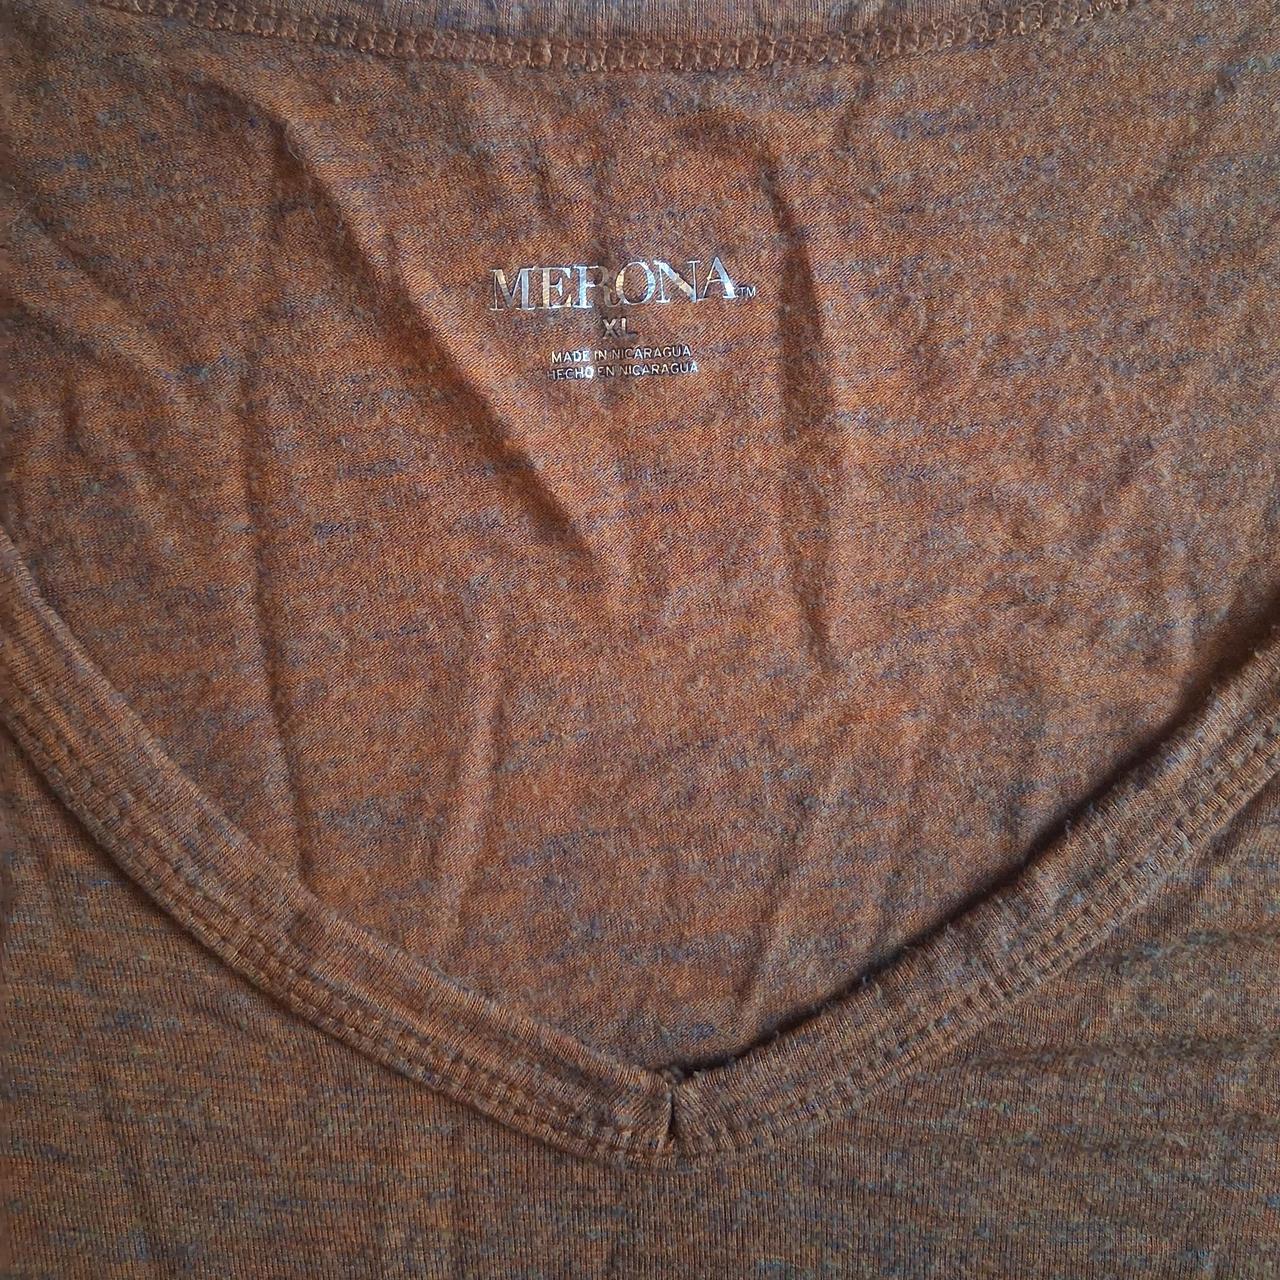 MERONA™
XL
MADE IN NICARAGUA
HECHO EN NICARAGUA